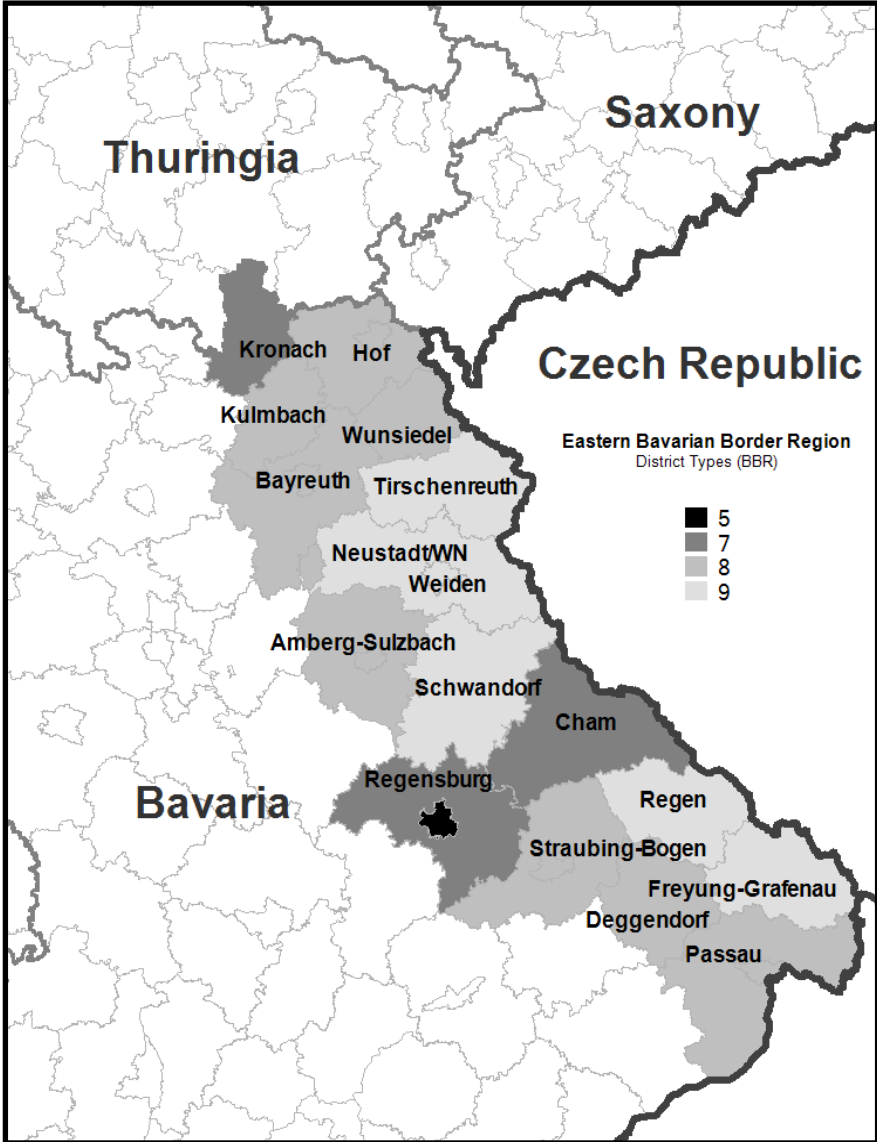 Saxony
Thuringia
Kronach
Hof
Czech Republic
Kulmbach
Wunsiedel
Eastern Bavarian Border Region
District Types (BBR)
Bayreuth
Tirschenreuth
5
7
8
9
Neustadt/WN
Weiden
Amberg-Sulzbach
Schwandorf
Cham
Regensburg
Bavaria
Regen
Straubing-Bogen
Freyung-Grafenau
Deggendorf
Passau